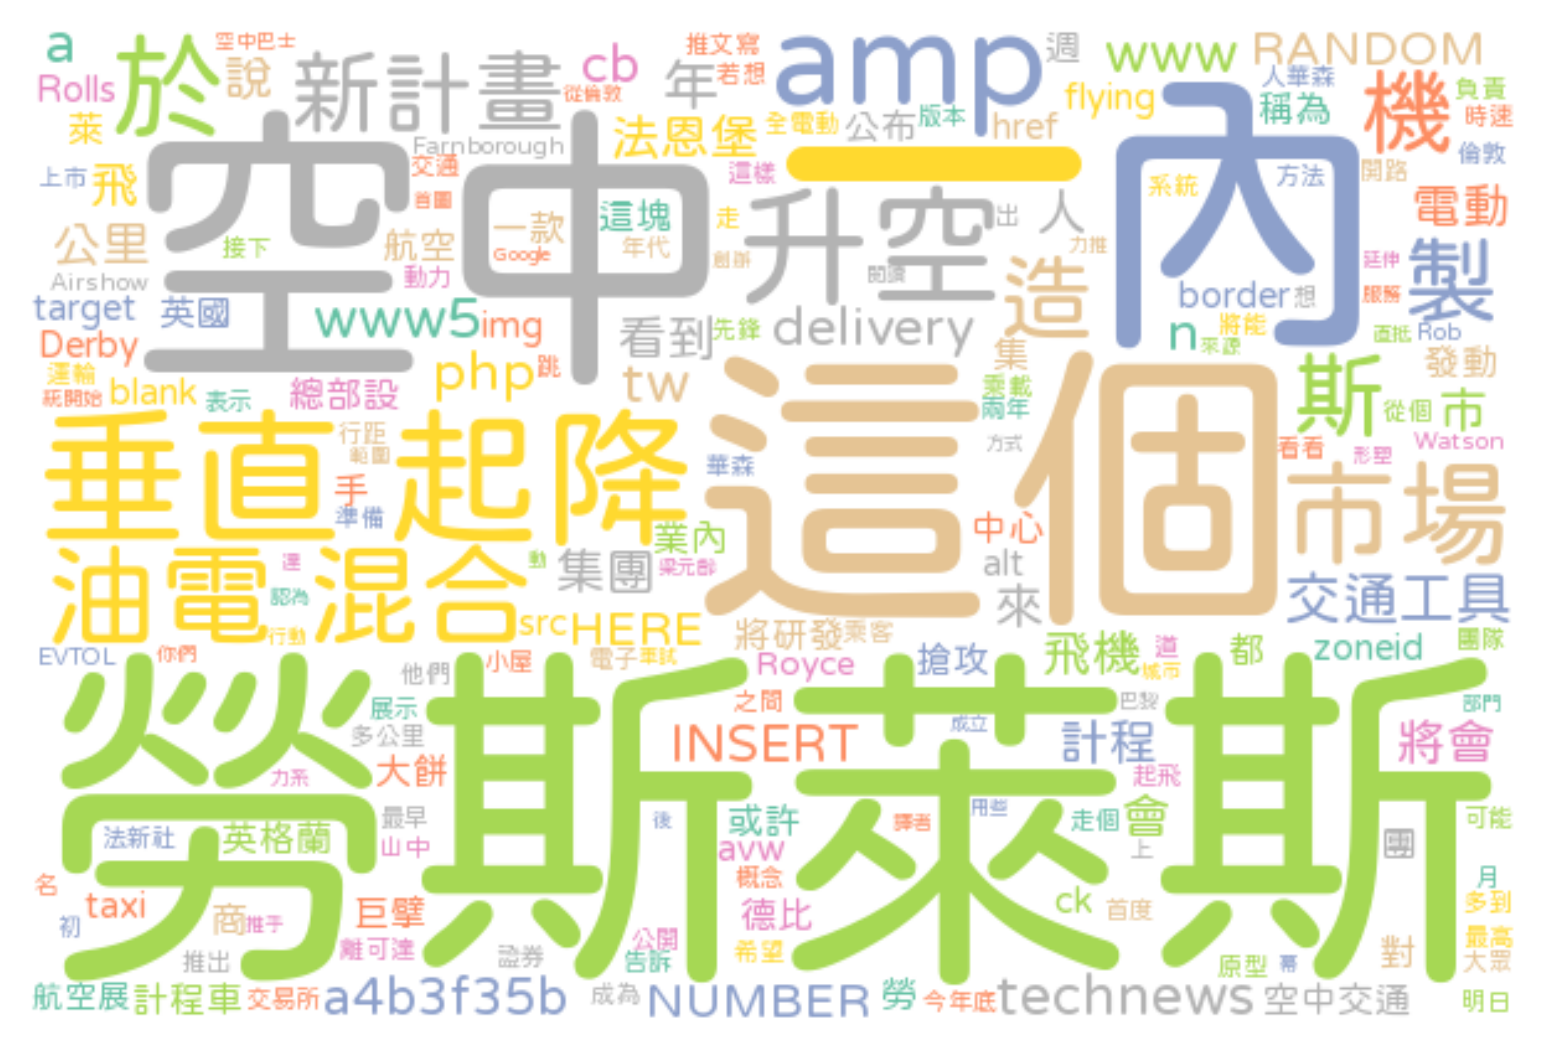 a
於
空中巴士
說
新計畫
cb
從倫敦
年
推文寫
若想
amp
週
www
RANDOM
人華森
稱為
機
負責
時速
Rolls
萊
Farnborough
法恩堡
全電動
公布
版本
href
flying
倫敦
上市
飛
空中
交通
首圖
這樣
一
內
系統
方法
開路
電動
公里
接下
航空
一款
Google
這塊
年代
走
創辦
升空
閱讀
出
人
力推
造
延伸
服務
製
Airshow
動力
target
英國
www5
img
看到
先鋒
delivery
border
想
n
將能
來源
直抵
Rob
Derby
運輸
統開始
blank
表示
總部設
php
跳
tw
集
乘載
兩年
斯
發動
從個
市
垂直起降
行距
範圍
手
準備
華森
這個
方式
看看
形塑
Watson
市場
油電混合
達
認為
行動
動
集團
業內
梁元齡
中心
alt
來
交通工具
src
HERE
將研發
乘客
EVTOL
你們
他們
小屋
電子
車試
Royce
搶攻
飛機
道
城市
都
zoneid
團隊
勞斯萊斯
展示
多公里
力系
大餅
之間
INSERT
成立
巴黎
計程
起飛
部門
將會
法新社
英格蘭
最早
山中
後
或許
avw
概念
譯者
用些
走個
會
上
可能
團
月
名
taxi
初
商
推手
巨擘
離可達
德比
ck
首度
多到
推出
證券
公開
告訴
希望
原型
幕
對
最高
大眾
航空展
計程車
交易所
a4b3f35b
成為
NUMBER
勞
今年底
technews
空中交通
明日